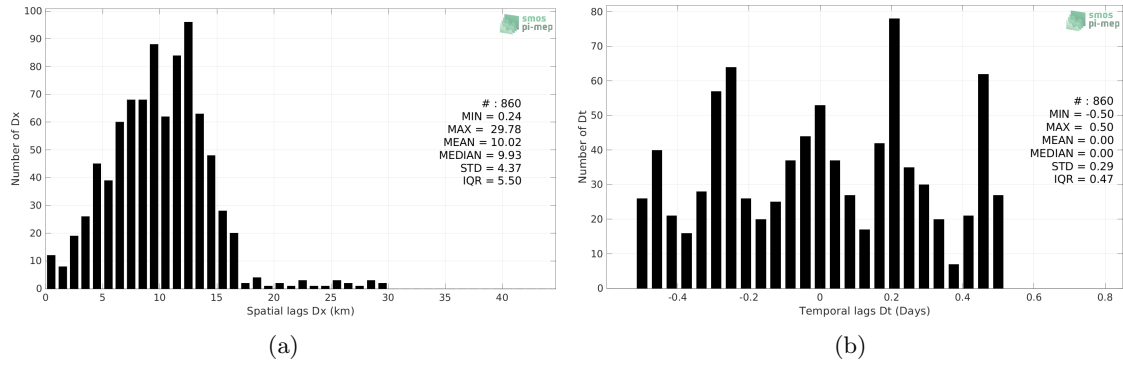 100
90
80
70
60
50
40
30
20
10
0
Number of Dx
0
5
10
15
20
25
30
35
40
Spatial lags Dx (km)
smos
pi-mep
# : 860
MIN = 0.24
MAX = 29.78
MEAN = 10.02
MEDIAN = 9.93
STD = 4.37
IQR = 5.50
(a)
80
70
60
50
40
30
20
10
0
Number of Dt
-0.4
-0.2
0
0.2
0.4
0.6
0.8
Temporal lags Dt (Days)
smos
pi-mep
# : 860
MIN = -0.50
MAX = 0.50
MEAN = 0.00
MEDIAN = 0.00
STD = 0.29
IQR = 0.47
(b)